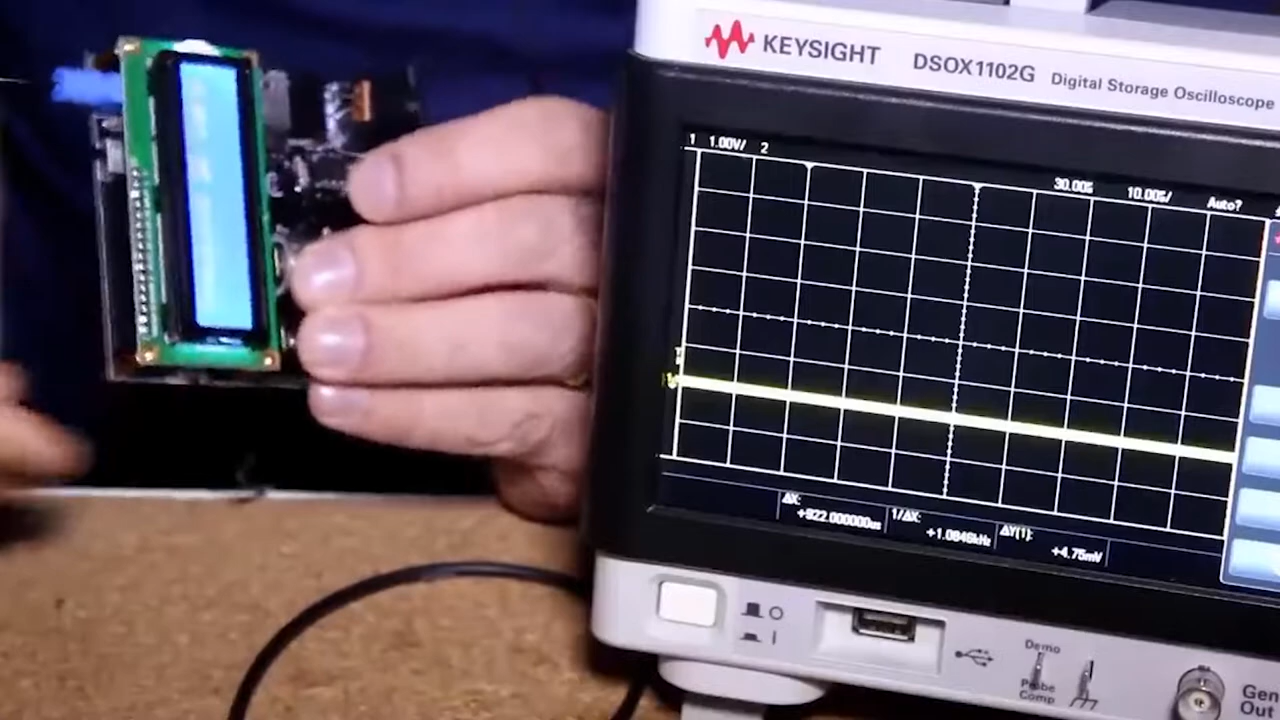 KEYSIGHT DSOX1102G Digital Storage Oscilloscope
1 1.00V/ 2 30.00s 10.00s/ Auto?
ΔX: 1/ΔX: ΔY(1):
+922.000000us +1.0846kHz +4.75mV
Demo
Probe
Comp
Gen
Out